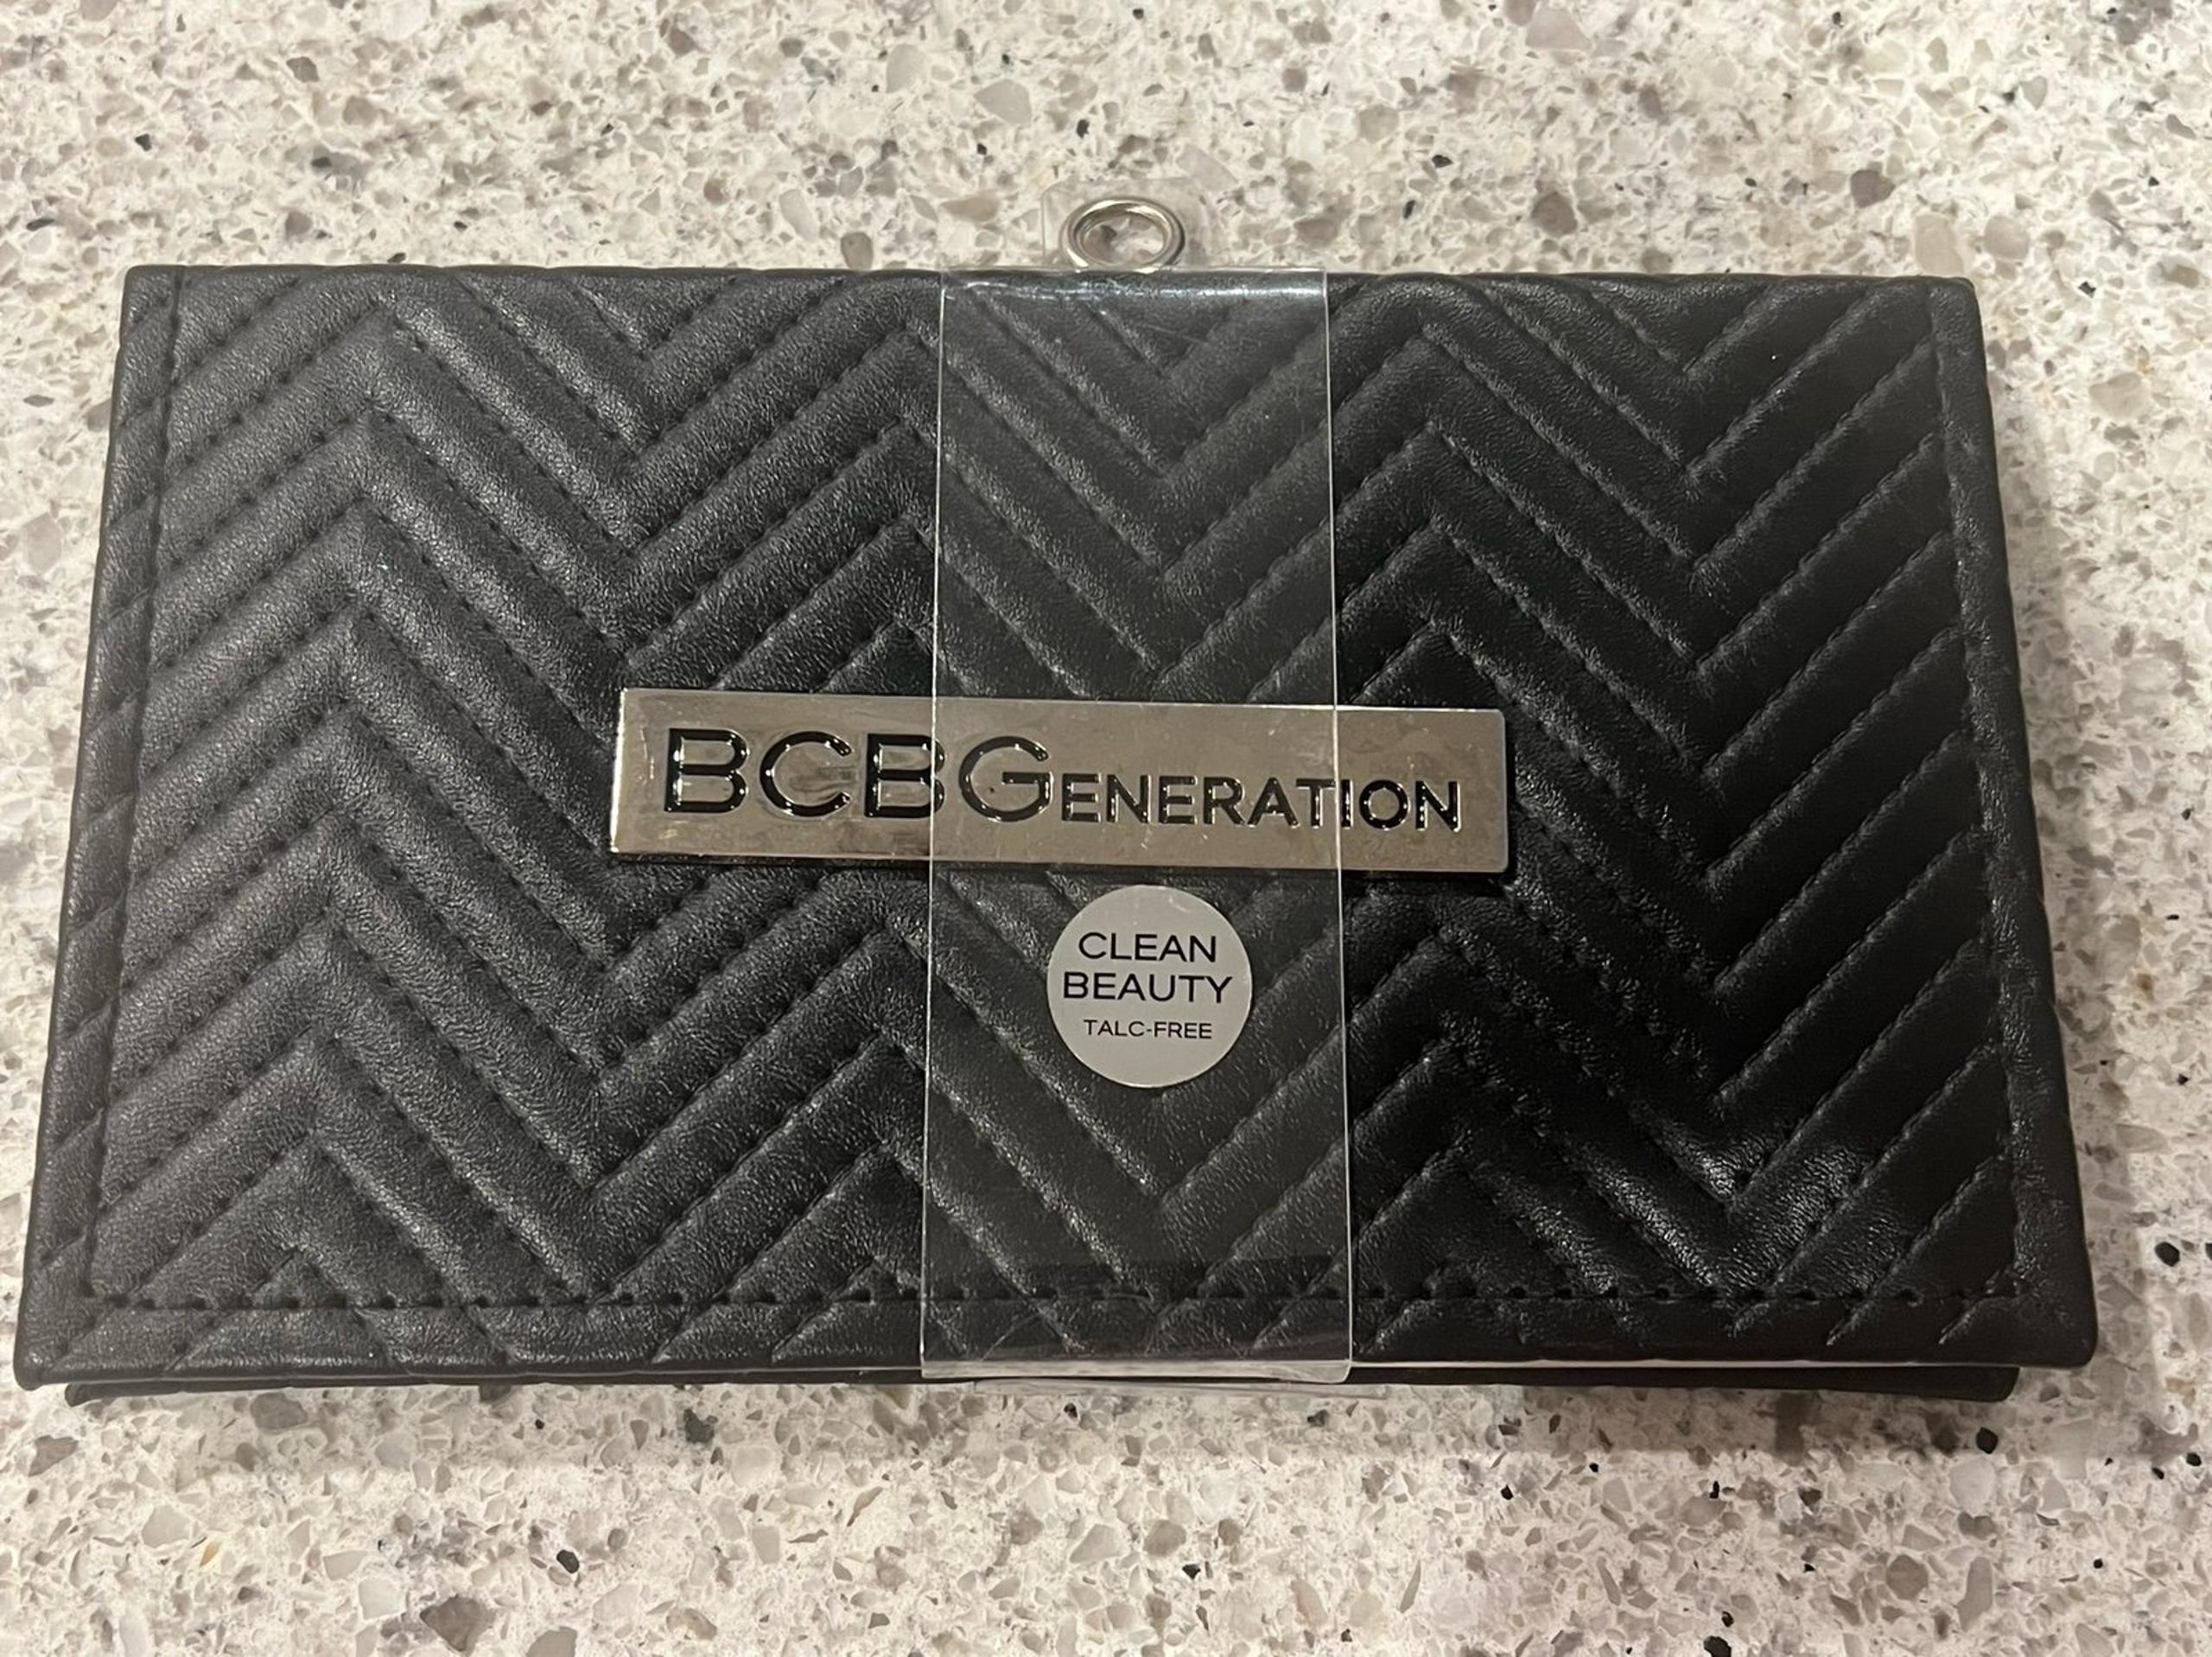 BCBGENERATION
CLEAN
BEAUTY
TALC-FREE